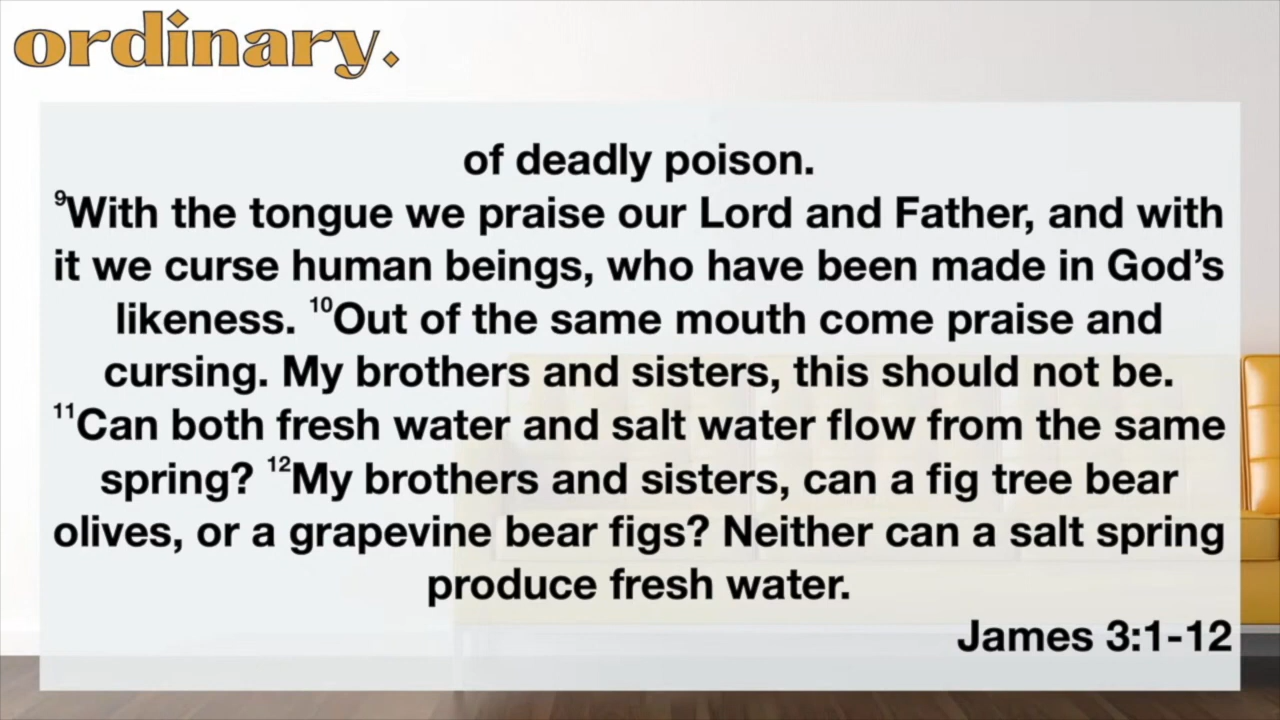 ordinary.
of deadly poison.
⁹With the tongue we praise our Lord and Father, and with
it we curse human beings, who have been made in God’s
likeness. ¹⁰Out of the same mouth come praise and
cursing. My brothers and sisters, this should not be.
¹¹Can both fresh water and salt water flow from the same
spring? ¹²My brothers and sisters, can a fig tree bear
olives, or a grapevine bear figs? Neither can a salt spring
produce fresh water.
James 3:1-12